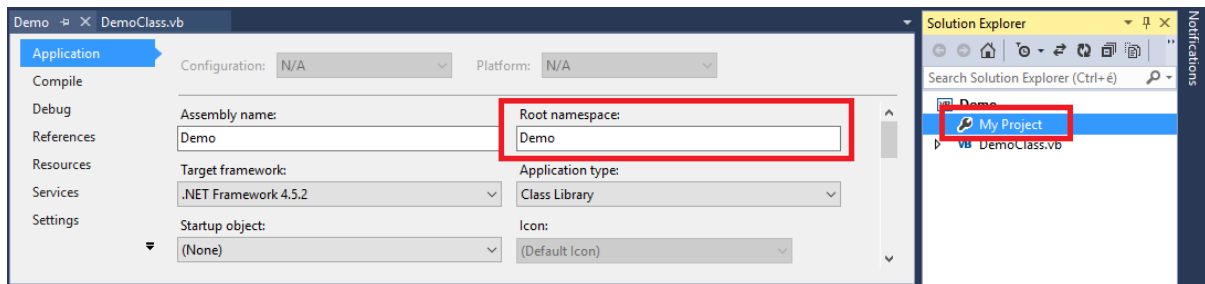 Demo DemoClass.vb
Application
Compile
Debug
References
Resources
Services
Settings
Configuration: N/A Platform: N/A
Assembly name: Root namespace:
Demo Demo
Target framework: Application type:
.NET Framework 4.5.2 Class Library
Startup object: Icon:
(None) (Default Icon)
Solution Explorer
Search Solution Explorer (Ctrl+é)
VB Demo
My Project
VB DemoClass.vb
Notifications